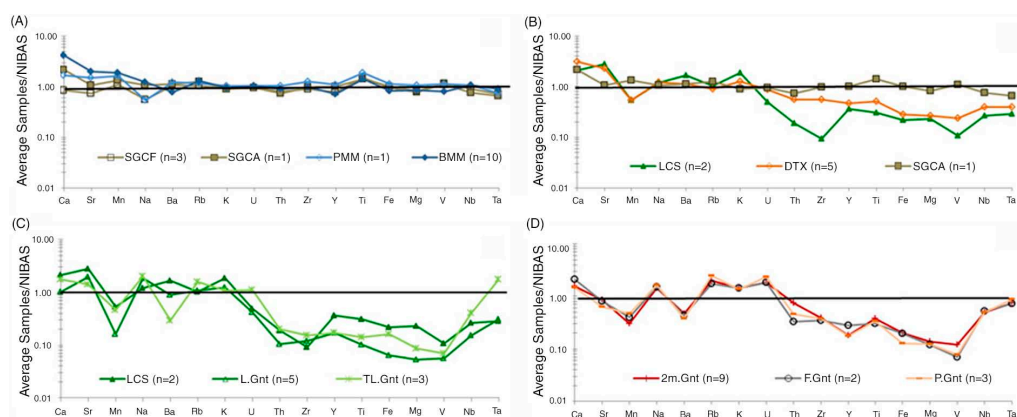 (A)
Average Samples/NIBAS
10.00
1.00
0.10
0.01
SGCF (n=3) SGCA (n=1) PMM (n=1) BMM (n=10)
Ca Sr Mn Na Ba Rb K U Th Zr Y Ti Fe Mg V Nb Ta
(B)
Average Samples/NIBAS
10.00
1.00
0.10
0.01
LCS (n=2) DTX (n=5) SGCA (n=1)
Ca Sr Mn Na Ba Rb K U Th Zr Y Ti Fe Mg V Nb Ta
(C)
Average Samples/NIBAS
10.00
1.00
0.10
0.01
LCS (n=2) L.Gnt (n=5) TL.Gnt (n=3)
Ca Sr Mn Na Ba Rb K U Th Zr Y Ti Fe Mg V Nb Ta
(D)
Average Samples/NIBAS
10.00
1.00
0.10
0.01
2m.Gnt (n=9) F.Gnt (n=2) P.Gnt (n=3)
Ca Sr Mn Na Ba Rb K U Th Zr Y Ti Fe Mg V Nb Ta